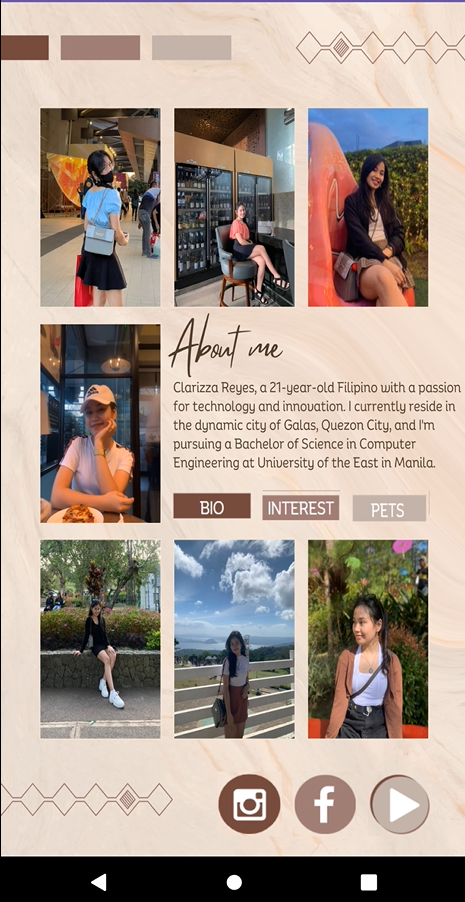 About me
Clarizza Reyes, a 21-year-old Filipino with a passion
for technology and innovation. I currently reside in
the dynamic city of Galas, Quezon City, and I'm
pursuing a Bachelor of Science in Computer
Engineering at University of the East in Manila.
BIO
INTEREST
PETS